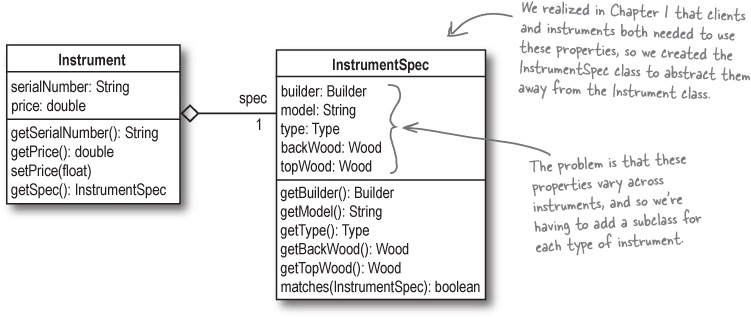 We realized in Chapter 1 that clients
and instruments both needed to use
these properties, so we created the
InstrumentSpec class to abstract them
away from the Instrument class.
Instrument
serialNumber: String
price: double
getSerialNumber(): String
getPrice(): double
setPrice(float)
getSpec(): InstrumentSpec
spec
1
InstrumentSpec
builder: Builder
model: String
type: Type
backWood: Wood
topWood: Wood
getBuilder(): Builder
getModel(): String
getType(): Type
getBackWood(): Wood
getTopWood(): Wood
matches(InstrumentSpec): boolean
The problem is that these
properties vary across
instruments, and so we're
having to add a subclass for
each type of instrument.